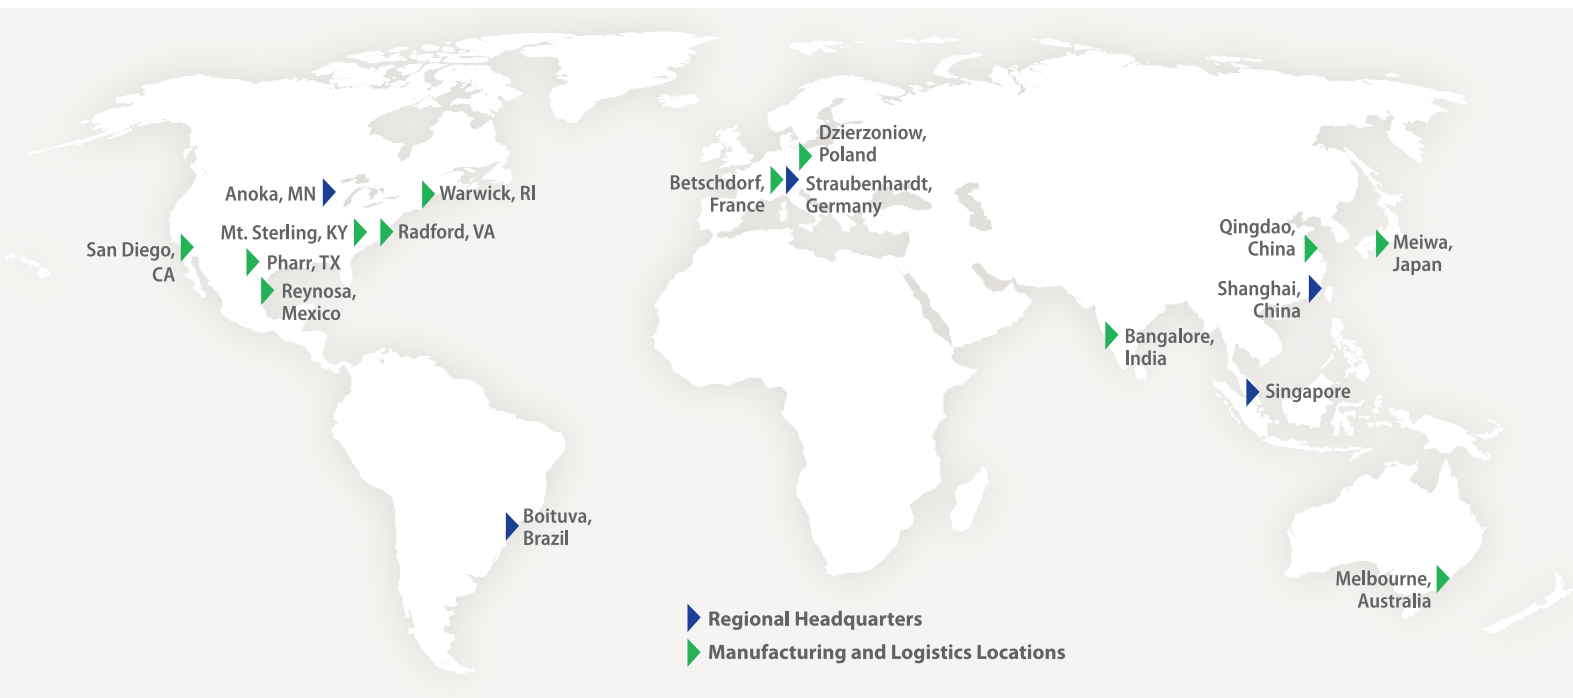 Dzierzoniow,
Poland
Betschdorf,
France
Straubenhardt,
Germany
Anoka, MN
Warwick, RI
Mt. Sterling, KY
Radford, VA
San Diego,
CA
Pharr, TX
Reynosa,
Mexico
Qingdao,
China
Meiwa,
Japan
Shanghai,
China
Bangalore,
India
Singapore
Boituva,
Brazil
Melbourne,
Australia
Regional Headquarters
Manufacturing and Logistics Locations